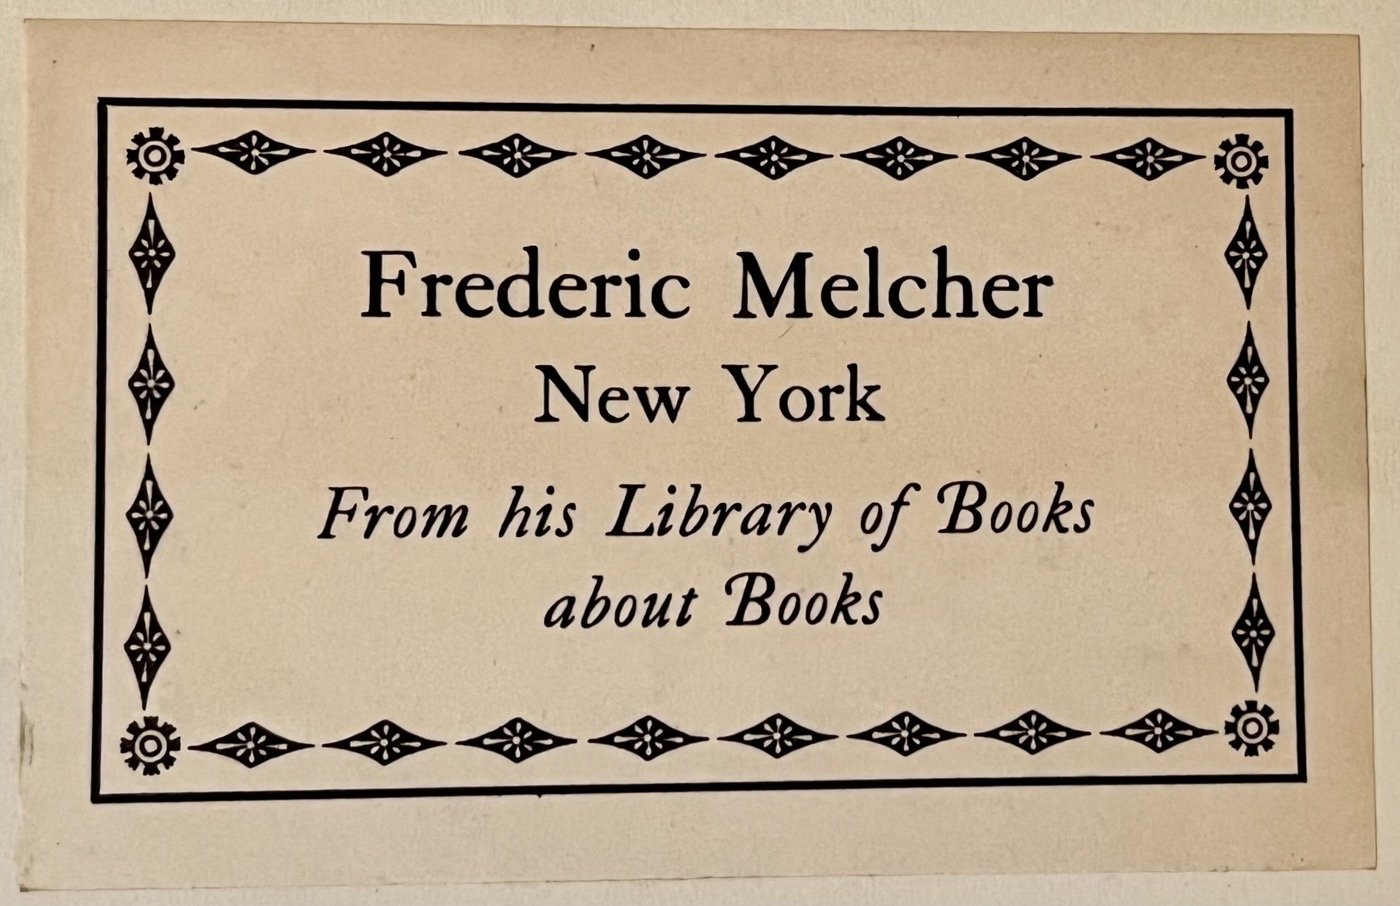 Frederic Melcher
New York
From his Library of Books
about Books